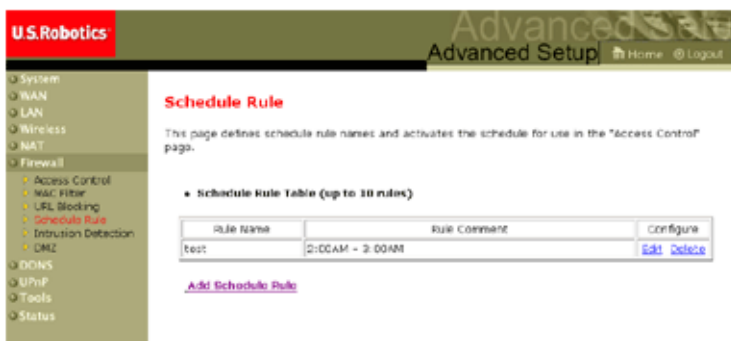 U.S.Robotics
Advanced Setup
Home Logout
System
WAN
LAN
Wireless
NAT
Firewall
Access Control
MAC Filter
URL Blocking
Schedule Rule
Intrusion Detection
DMZ
DDNS
UPnP
Tools
Status
Schedule Rule
This page defines schedule rule names and activates the schedule for use in the "Access Control"
page.
Schedule Rule Table (up to 10 rules)
Rule Name Rule Comment Configure
test 2:00AM - 3:00AM Edit Delete
Add Schedule Rule